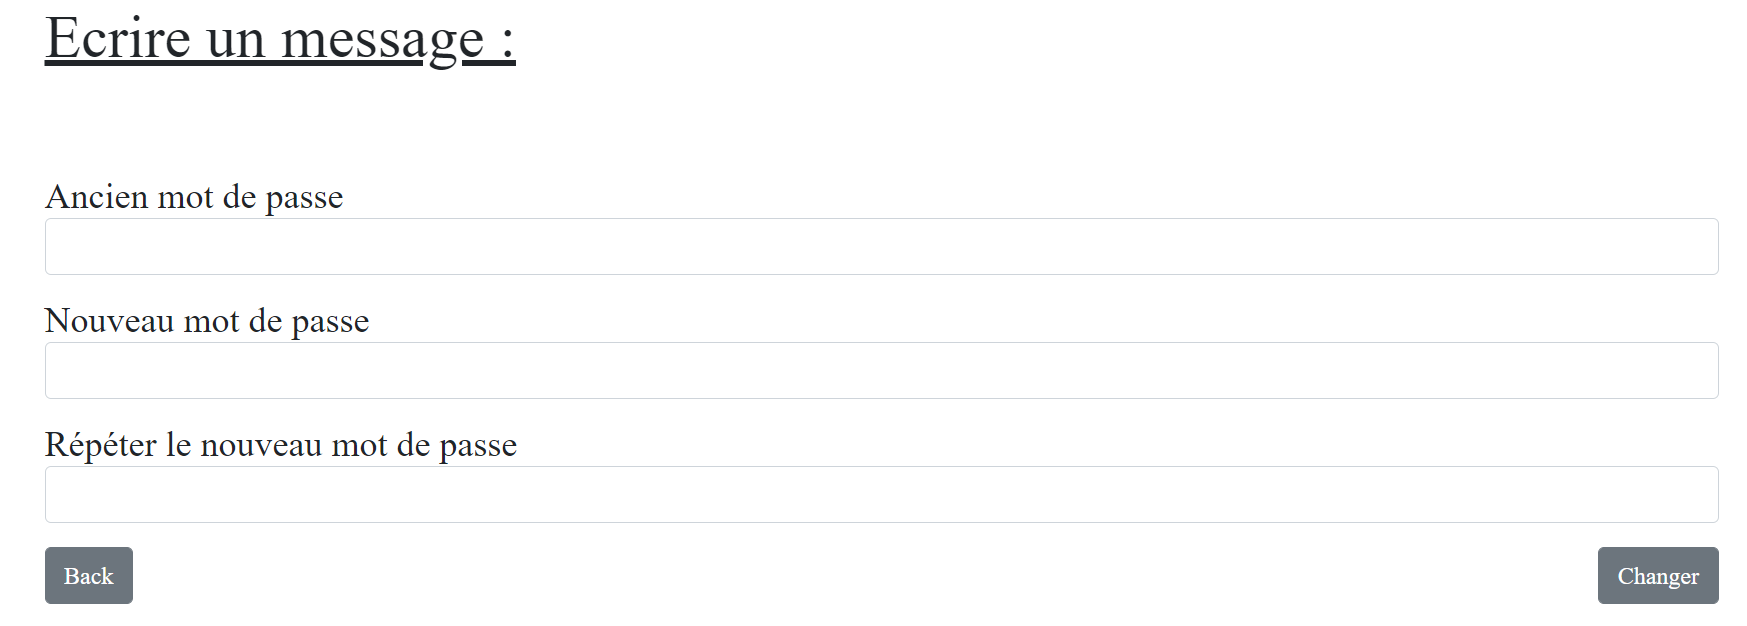 Ecrire un message :
Ancien mot de passe
Nouveau mot de passe
Répéter le nouveau mot de passe
Back
Changer